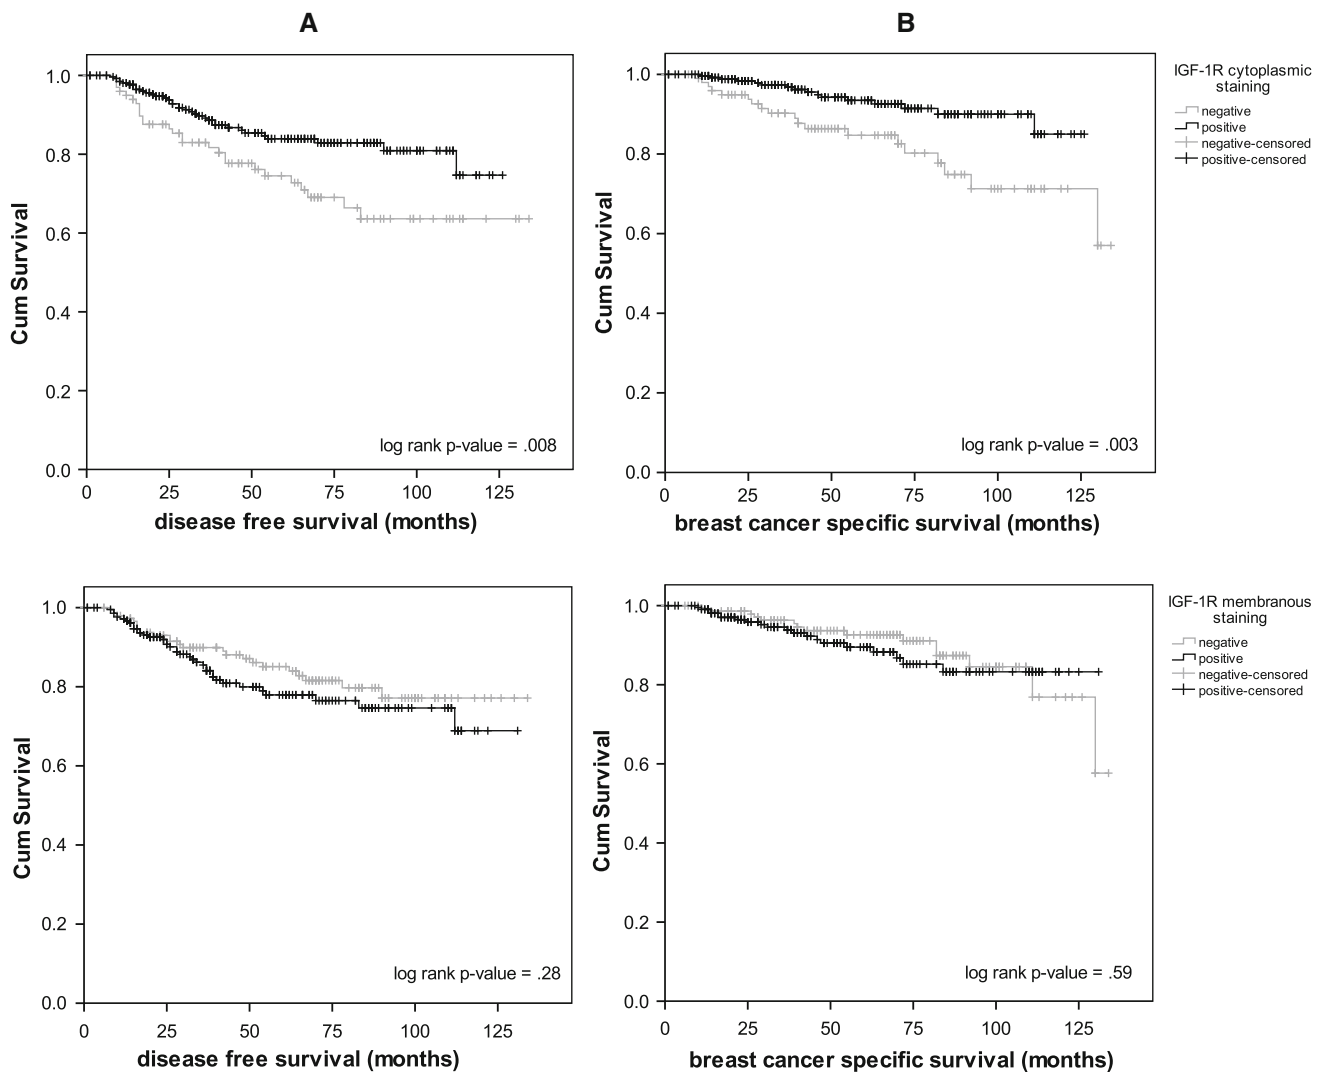 A
B
1.0
0.8
0.6
0.4
0.2
0.0
Cum Survival
log rank p-value = .008
0 25 50 75 100 125
disease free survival (months)
1.0
0.8
0.6
0.4
0.2
0.0
Cum Survival
log rank p-value = .003
0 25 50 75 100 125
breast cancer specific survival (months)
IGF-1R cytoplasmic
staining
negative
positive
negative-censored
positive-censored
1.0
0.8
0.6
0.4
0.2
0.0
Cum Survival
log rank p-value = .28
0 25 50 75 100 125
disease free survival (months)
1.0
0.8
0.6
0.4
0.2
0.0
Cum Survival
log rank p-value = .59
0 25 50 75 100 125
breast cancer specific survival (months)
IGF-1R membranous
staining
negative
positive
negative-censored
positive-censored